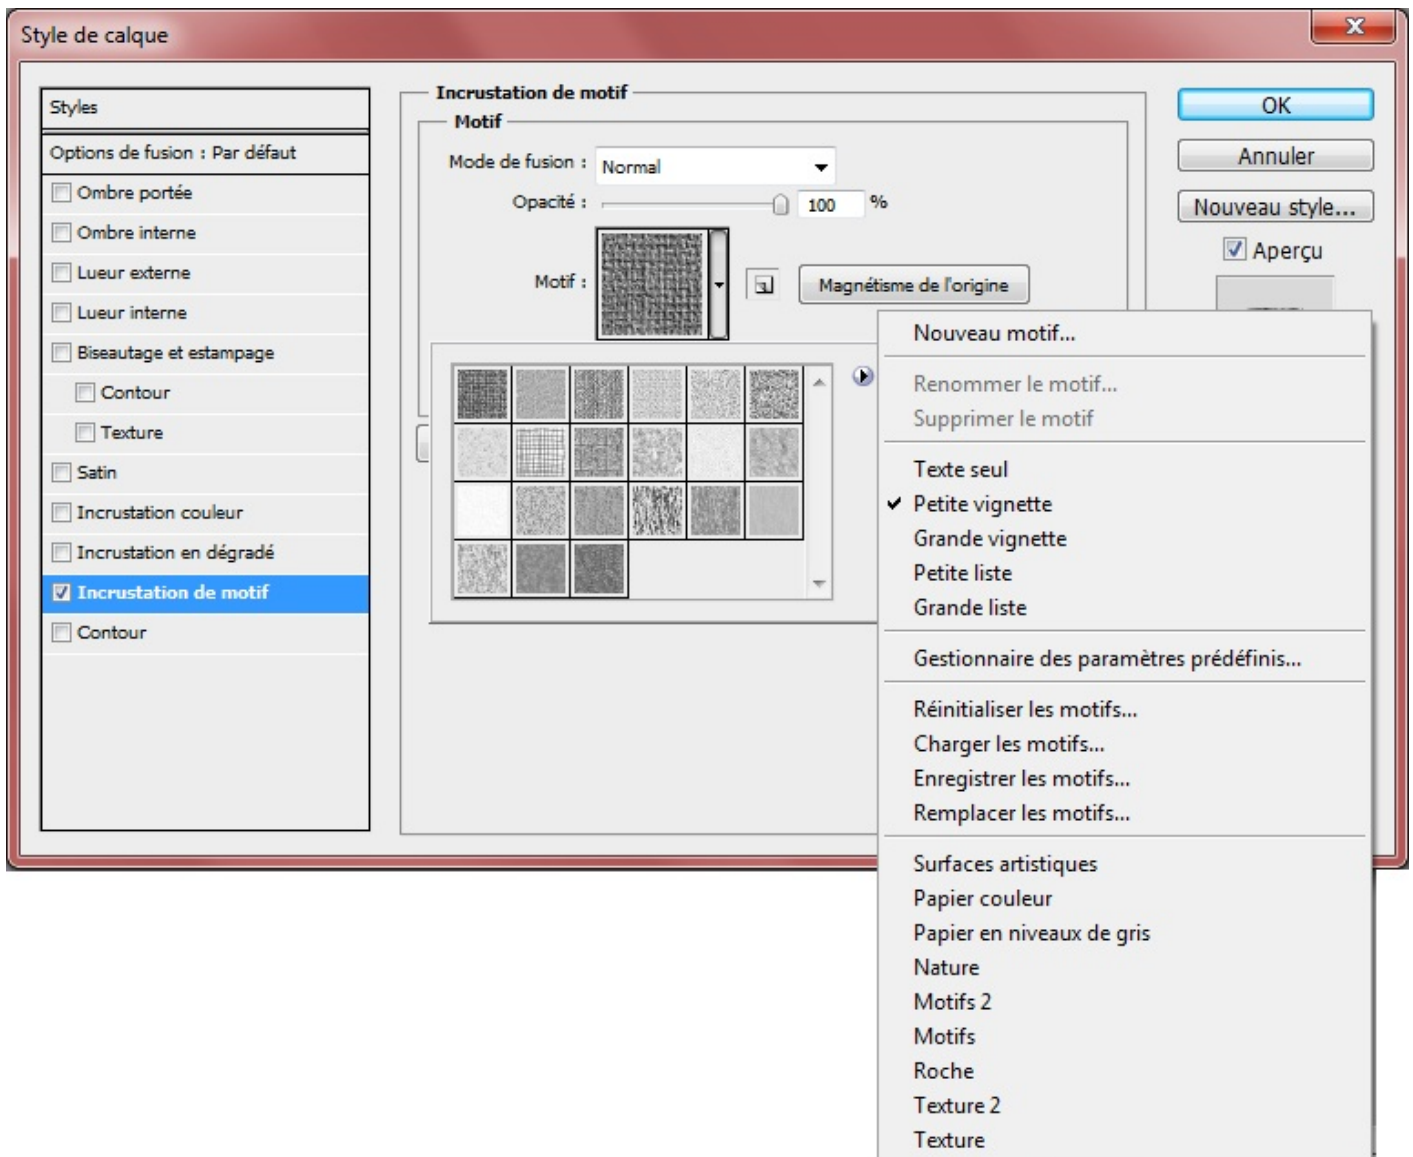 Style de calque
Styles
Options de fusion : Par défaut
Ombre portée
Ombre interne
Lueur externe
Lueur interne
Biseautage et estampage
Contour
Texture
Satin
Incrustation couleur
Incrustation en dégradé
Incrustation de motif
Contour
Incrustation de motif
Motif
Mode de fusion : Normal
Opacité : 100 %
Motif : Magnétisme de l'origine
OK
Annuler
Nouveau style...
Aperçu
Nouveau motif...
Renommer le motif...
Supprimer le motif
Texte seul
Petite vignette
Grande vignette
Petite liste
Grande liste
Gestionnaire des paramètres prédéfinis...
Réinitialiser les motifs...
Charger les motifs...
Enregistrer les motifs...
Remplacer les motifs...
Surfaces artistiques
Papier couleur
Papier en niveaux de gris
Nature
Motifs 2
Motifs
Roche
Texture 2
Texture